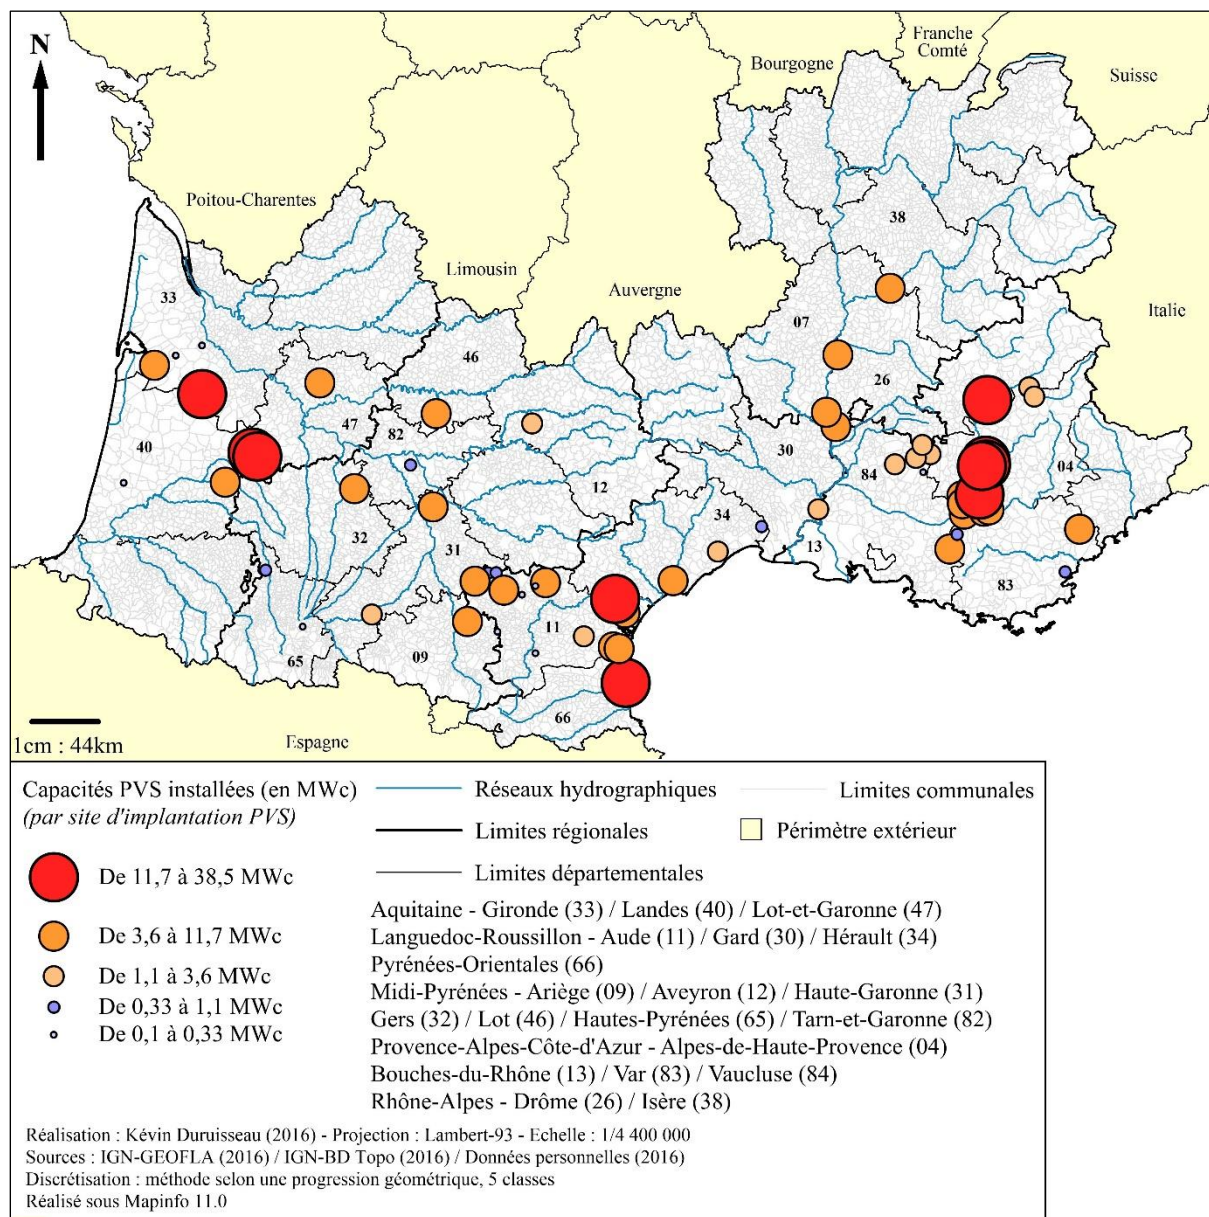 N
Franche
Comté
Bourgogne
Suisse
Poitou-Charentes
38
Limousin
Auvergne
Italie
33
07
46
26
47
82
40
30
84
04
12
34
32
31
13
83
11
09
65
66
1cm : 44km
Espagne
Capacités PVS installées (en MWc)
(par site d'implantation PVS)
De 11,7 à 38,5 MWc
De 3,6 à 11,7 MWc
De 1,1 à 3,6 MWc
De 0,33 à 1,1 MWc
De 0,1 à 0,33 MWc
Réseaux hydrographiques
Limites communales
Limites régionales
Périmètre extérieur
Limites départementales
Aquitaine - Gironde (33) / Landes (40) / Lot-et-Garonne (47)
Languedoc-Roussillon - Aude (11) / Gard (30) / Hérault (34)
Pyrénées-Orientales (66)
Midi-Pyrénées - Ariège (09) / Aveyron (12) / Haute-Garonne (31)
Gers (32) / Lot (46) / Hautes-Pyrénées (65) / Tarn-et-Garonne (82)
Provence-Alpes-Côte-d'Azur - Alpes-de-Haute-Provence (04)
Bouches-du-Rhône (13) / Var (83) / Vaucluse (84)
Rhône-Alpes - Drôme (26) / Isère (38)
Réalisation : Kévin Duruisseau (2016) - Projection : Lambert-93 - Echelle : 1/4 400 000
Sources : IGN-GEOFLA (2016) / IGN-BD Topo (2016) / Données personnelles (2016)
Discrétisation : méthode selon une progression géométrique, 5 classes
Réalisé sous Mapinfo 11.0